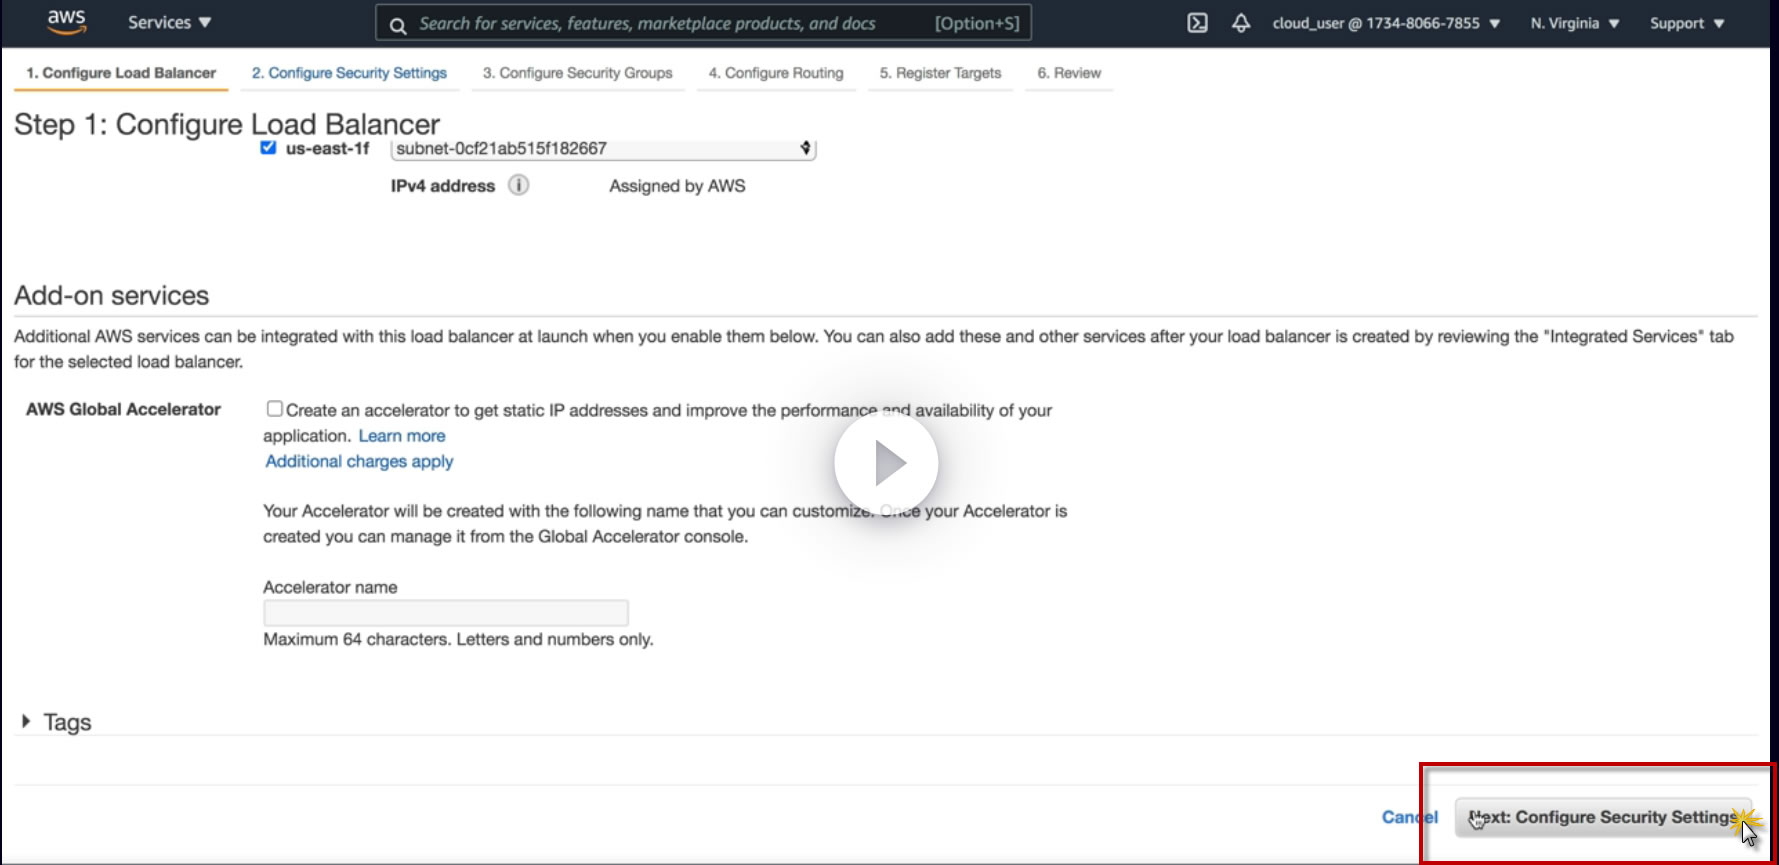 aws
Services
Search for services, features, marketplace products, and docs
[Option+S]
cloud_user @ 1734-8066-7855
N. Virginia
Support
1. Configure Load Balancer
2. Configure Security Settings
3. Configure Security Groups
4. Configure Routing
5. Register Targets
6. Review
Step 1: Configure Load Balancer
us-east-1f
subnet-0cf21ab515f182667
IPv4 address
i
Assigned by AWS
Add-on services
Additional AWS services can be integrated with this load balancer at launch when you enable them below. You can also add these and other services after your load balancer is created by reviewing the "Integrated Services" tab
for the selected load balancer.
AWS Global Accelerator
Create an accelerator to get static IP addresses and improve the performance and availability of your
application. Learn more
Additional charges apply
Your Accelerator will be created with the following name that you can customize. Once your Accelerator is
created you can manage it from the Global Accelerator console.
Accelerator name
Maximum 64 characters. Letters and numbers only.
Tags
Cancel
Next: Configure Security Settings